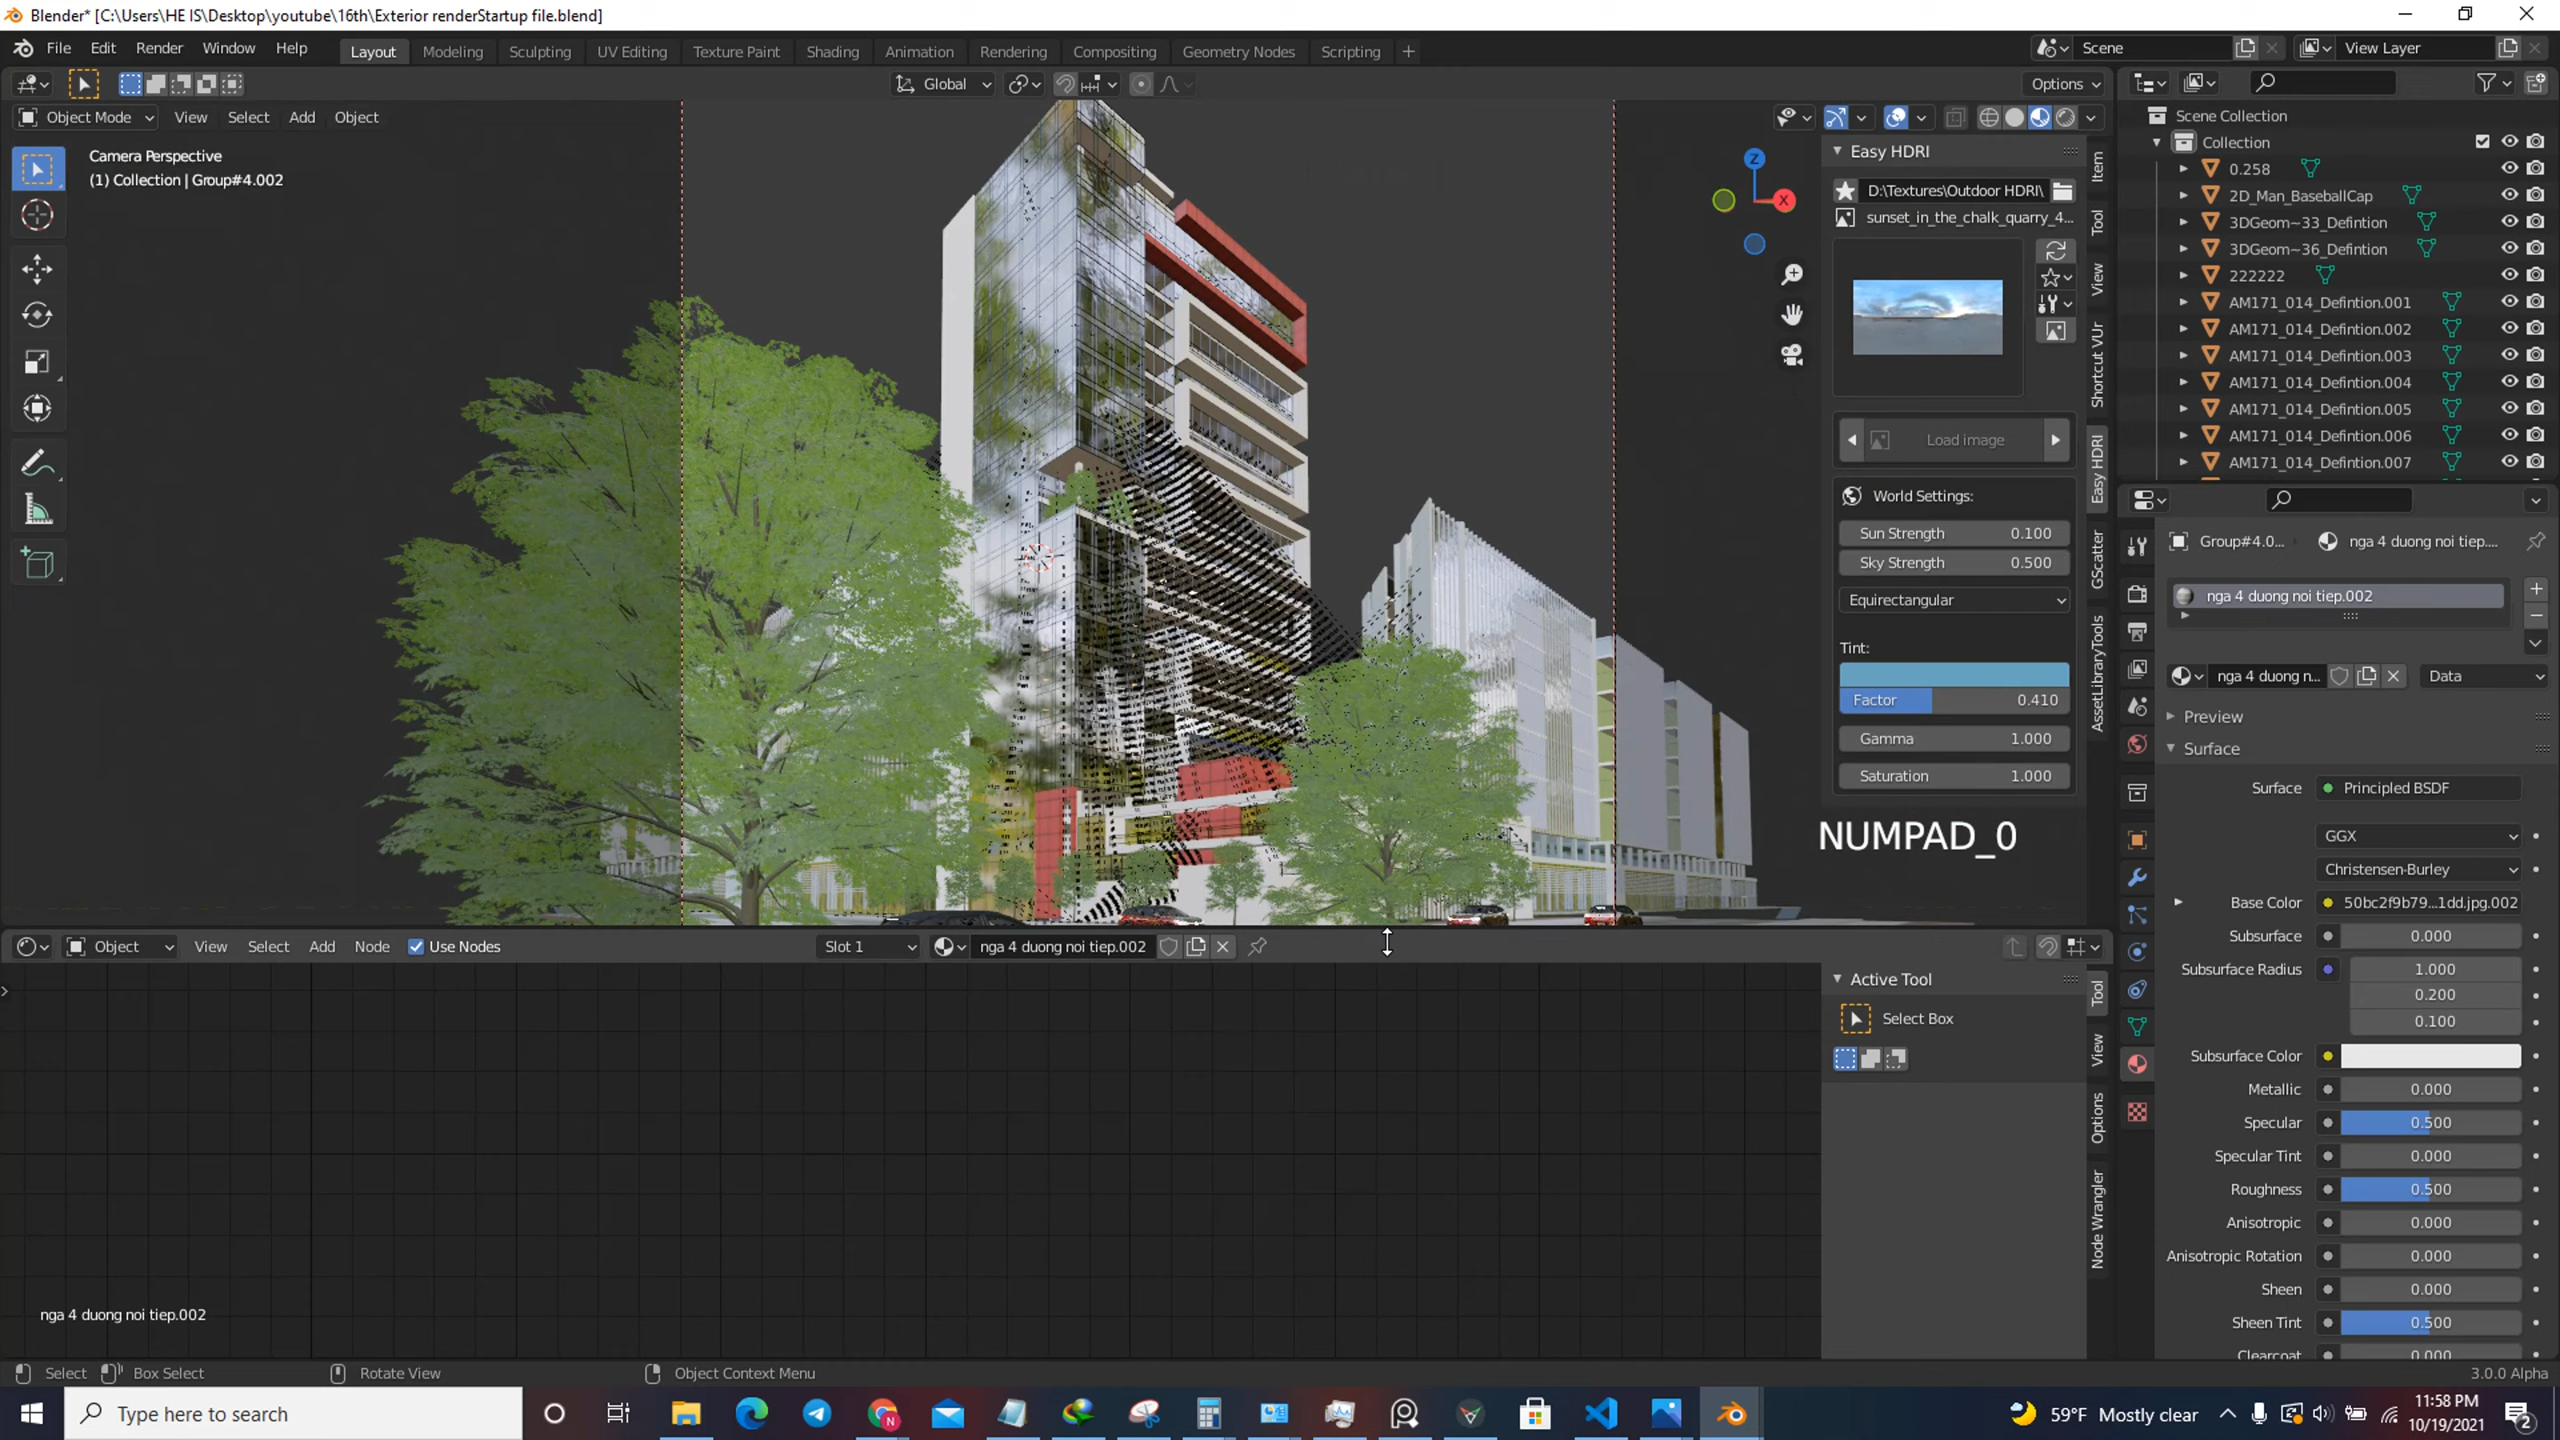 Blender* [C:\Users\HE IS\Desktop\youtube\16th\Exterior renderStartup file.blend]
File Edit Render Window Help Layout Modeling Sculpting UV Editing Texture Paint Shading Animation Rendering Compositing Geometry Nodes Scripting + Scene View Layer
Global Options
Object Mode View Select Add Object
Camera Perspective
(1) Collection | Group#4.002
Z
X
Easy HDRI
D:\Textures\Outdoor HDRI\
sunset_in_the_chalk_quarry_4...
Load image
World Settings:
Sun Strength 0.100
Sky Strength 0.500
Equirectangular
Tint:
Factor 0.410
Gamma 1.000
Saturation 1.000
NUMPAD_0
Item
Tool
View
Shortcut VUr
Easy HDRI
GScatter
AssetLibraryTools
Scene Collection
Collection
0.258
2D_Man_BaseballCap
3DGeom~33_Defintion
3DGeom~36_Defintion
222222
AM171_014_Defintion.001
AM171_014_Defintion.002
AM171_014_Defintion.003
AM171_014_Defintion.004
AM171_014_Defintion.005
AM171_014_Defintion.006
AM171_014_Defintion.007
Group#4.0... nga 4 duong noi tiep....
nga 4 duong noi tiep.002
nga 4 duong n... Data
Preview
Surface
Surface Principled BSDF
GGX
Christensen-Burley
Base Color 50bc2f9b79...1dd.jpg.002
Subsurface 0.000
Subsurface Radius 1.000
0.200
0.100
Subsurface Color
Metallic 0.000
Specular 0.500
Specular Tint 0.000
Roughness 0.500
Anisotropic 0.000
Anisotropic Rotation 0.000
Sheen 0.000
Sheen Tint 0.500
Clearcoat 0.000
Object View Select Add Node Use Nodes Slot 1 nga 4 duong noi tiep.002
Active Tool
Select Box
Tool
View
Options
Node Wrangler
nga 4 duong noi tiep.002
Select Box Select Rotate View Object Context Menu 3.0.0 Alpha
Type here to search
59°F Mostly clear
11:58 PM
10/19/2021
2